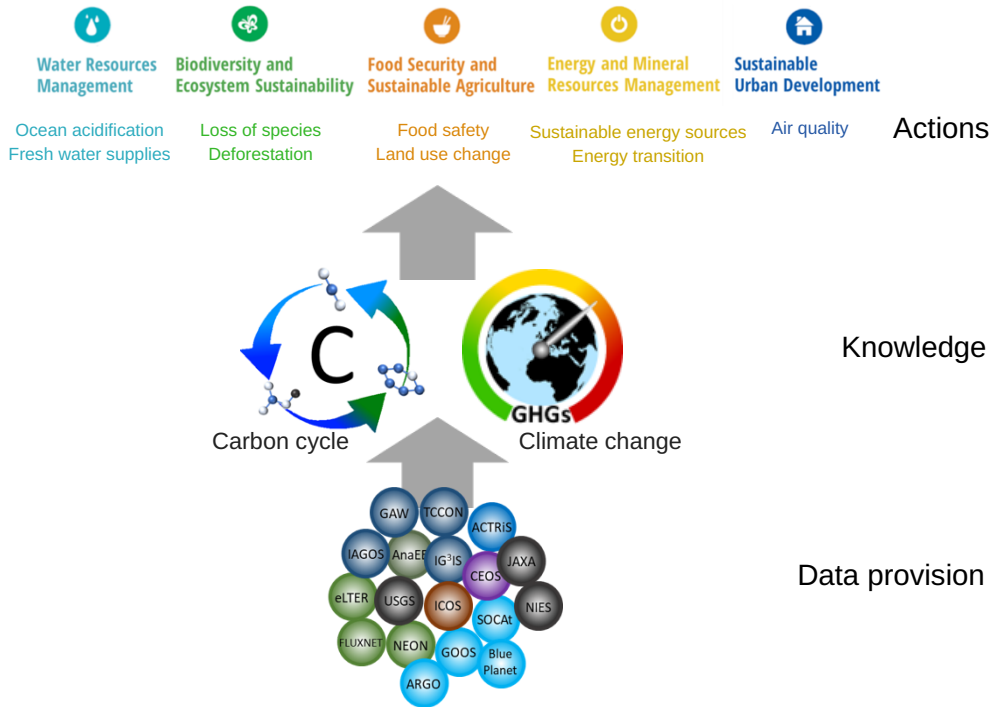 Water Resources
Management
Biodiversity and
Ecosystem Sustainability
Food Security and
Sustainable Agriculture
Energy and Mineral
Resources Management
Sustainable
Urban Development
Ocean acidification
Fresh water supplies
Loss of species
Deforestation
Food safety
Land use change
Sustainable energy sources
Energy transition
Air quality
Actions
C
GHGs
Knowledge
Carbon cycle
Climate change
GAW
TCCON
ACTRiS
IAGOS
AnaEE
IG³IS
CEOS
JAXA
Data provision
eLTER
USGS
ICOS
SOCAt
NIES
FLUXNET
NEON
GOOS
Blue
Planet
ARGO